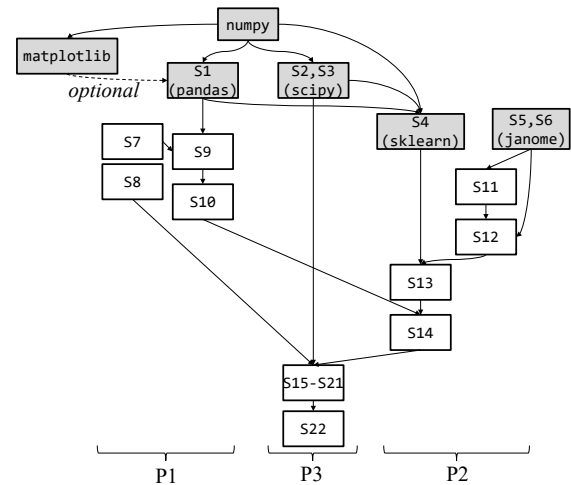 numpy
matplotlib
optional
S1
(pandas)
S2,S3
(scipy)
S4
(sklearn)
S5,S6
(janome)
S7
S9
S8
S10
S11
S12
S13
S14
S15-S21
S22
P1
P3
P2